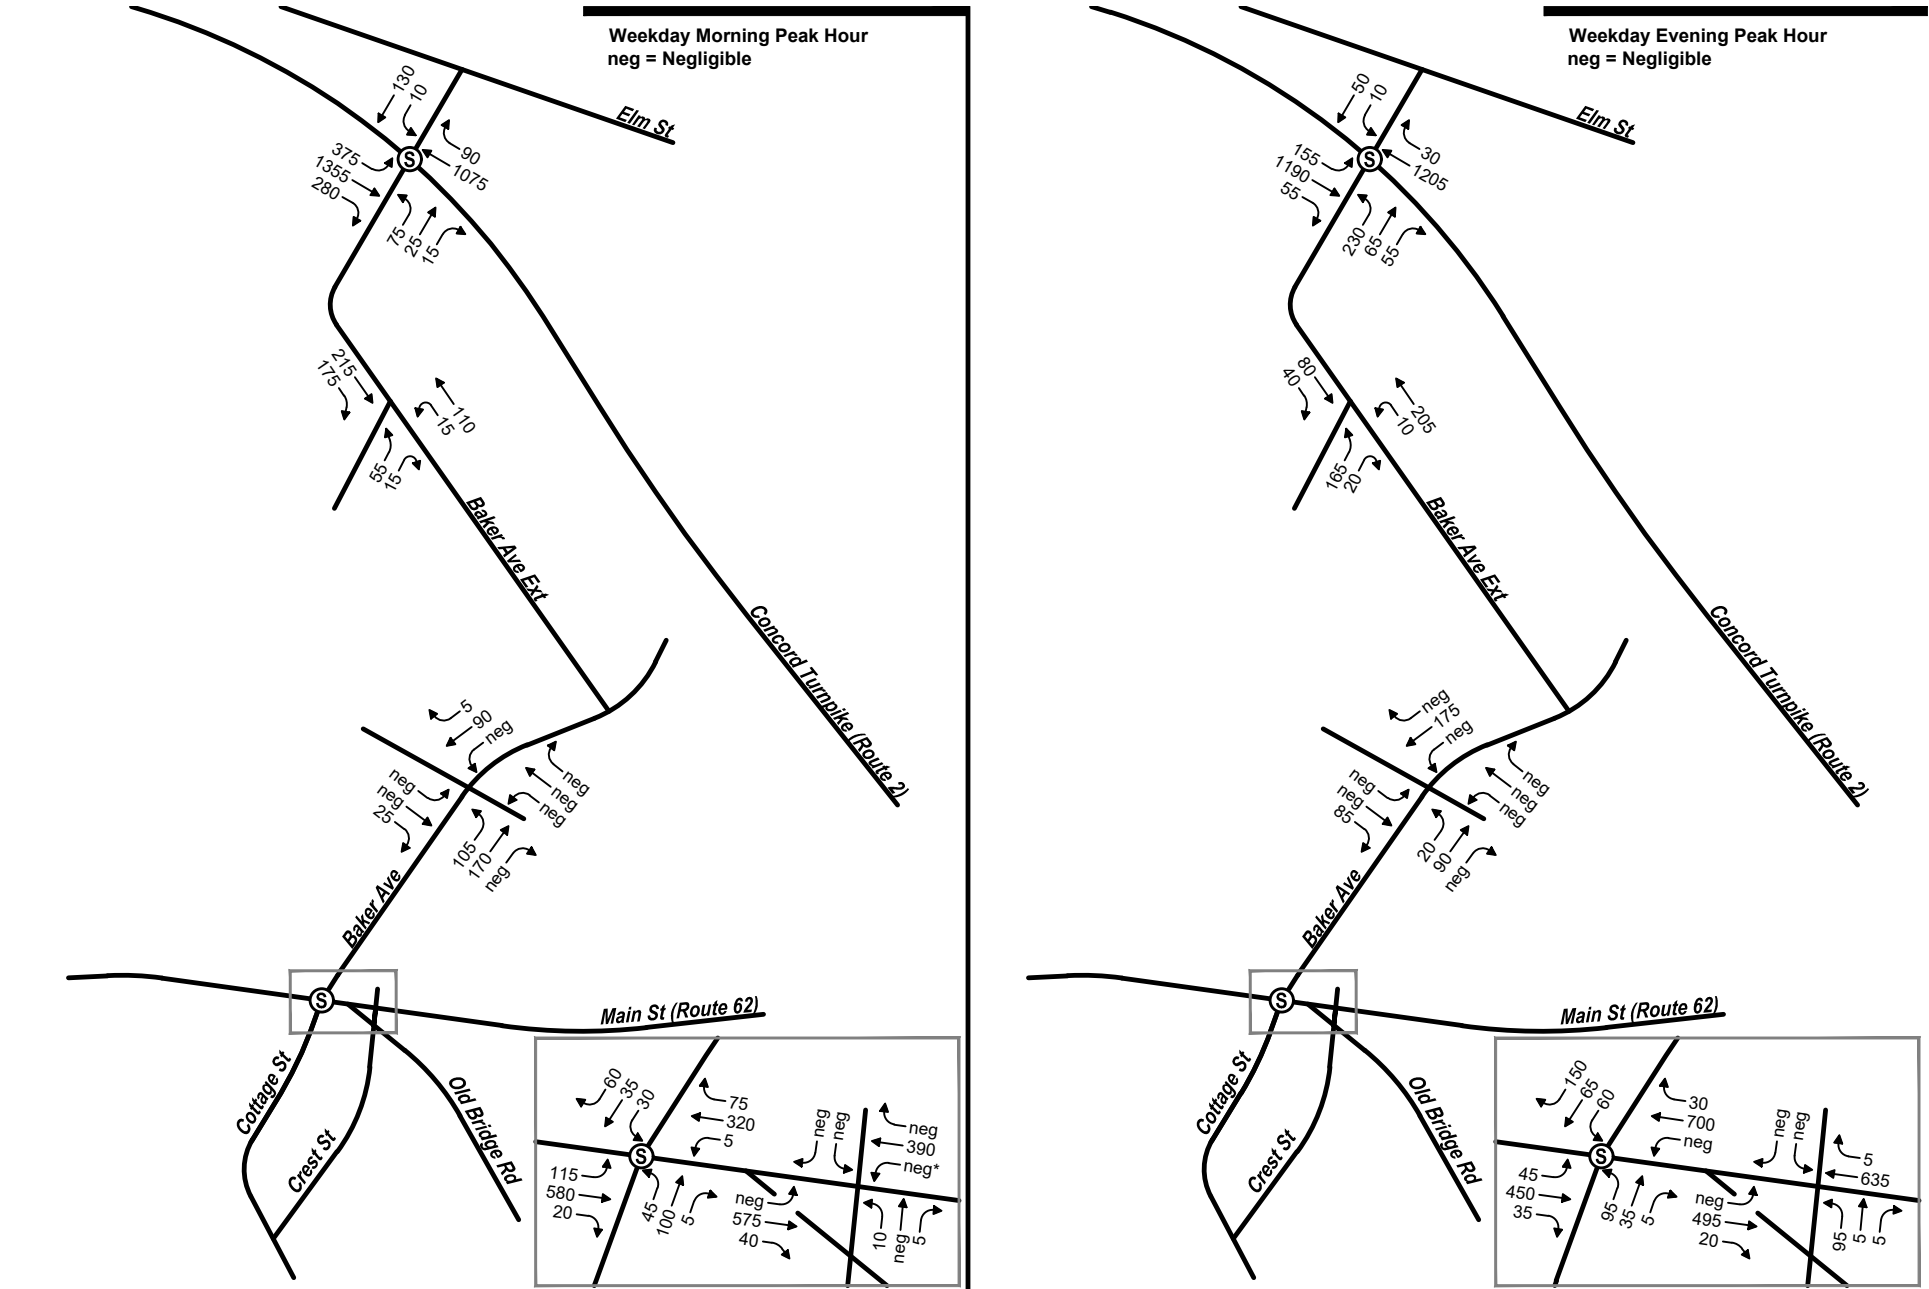 Weekday Morning Peak Hour
neg = Negligible
Elm St
130
10
90
1075
375
1355
280
75
25
15
S
215
175
110
15
55
15
Baker Ave Ext
Concord Turnpike (Route 2)
5
90
neg
neg
neg
neg
neg
neg
25
105
170
neg
Baker Ave
S
Main St (Route 62)
Cottage St
Crest St
Old Bridge Rd
60
35
30
75
320
5
S
115
580
20
45
100
5
neg
neg
neg
390
neg*
neg
575
40
10
neg
5
Weekday Evening Peak Hour
neg = Negligible
Elm St
50
10
30
1205
155
1190
55
230
65
55
S
80
40
205
10
165
20
Baker Ave Ext
Concord Turnpike (Route 2)
neg
175
neg
neg
neg
neg
neg
neg
85
20
90
neg
Baker Ave
S
Main St (Route 62)
Cottage St
Crest St
Old Bridge Rd
150
65
60
30
700
neg
S
45
450
35
95
35
5
neg
neg
5
635
neg
495
20
95
5
5